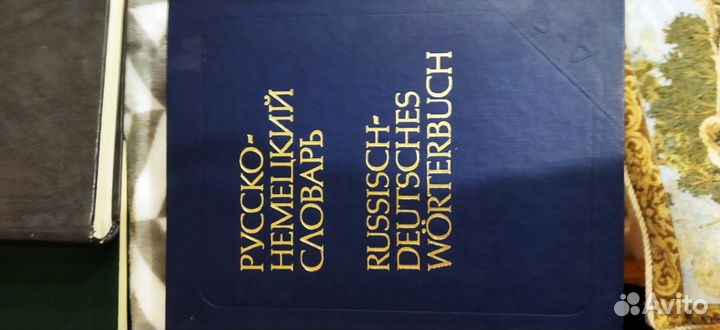 РУССКО-
НЕМЕЦКИЙ
СЛОВАРЬ
RUSSISCH-
DEUTSCHES
WÖRTERBUCH
Avito